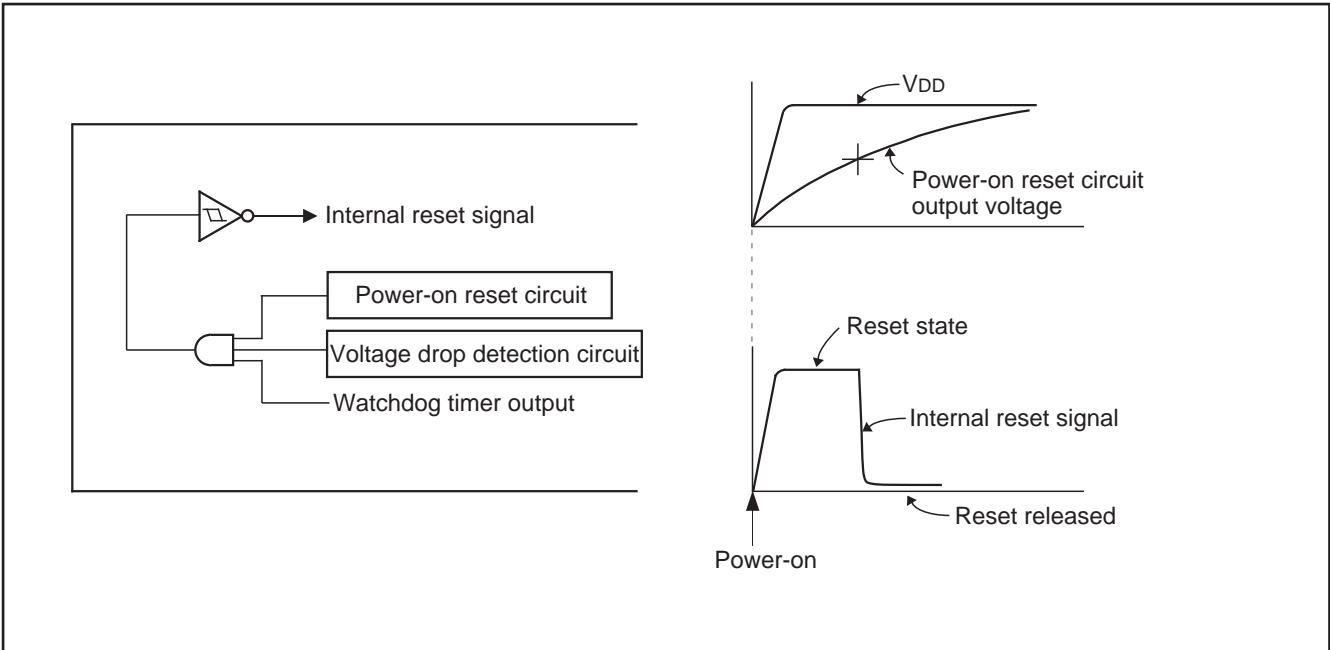 Internal reset signal
Power-on reset circuit
Voltage drop detection circuit
Watchdog timer output
VDD
Power-on reset circuit
output voltage
Reset state
Internal reset signal
Reset released
Power-on